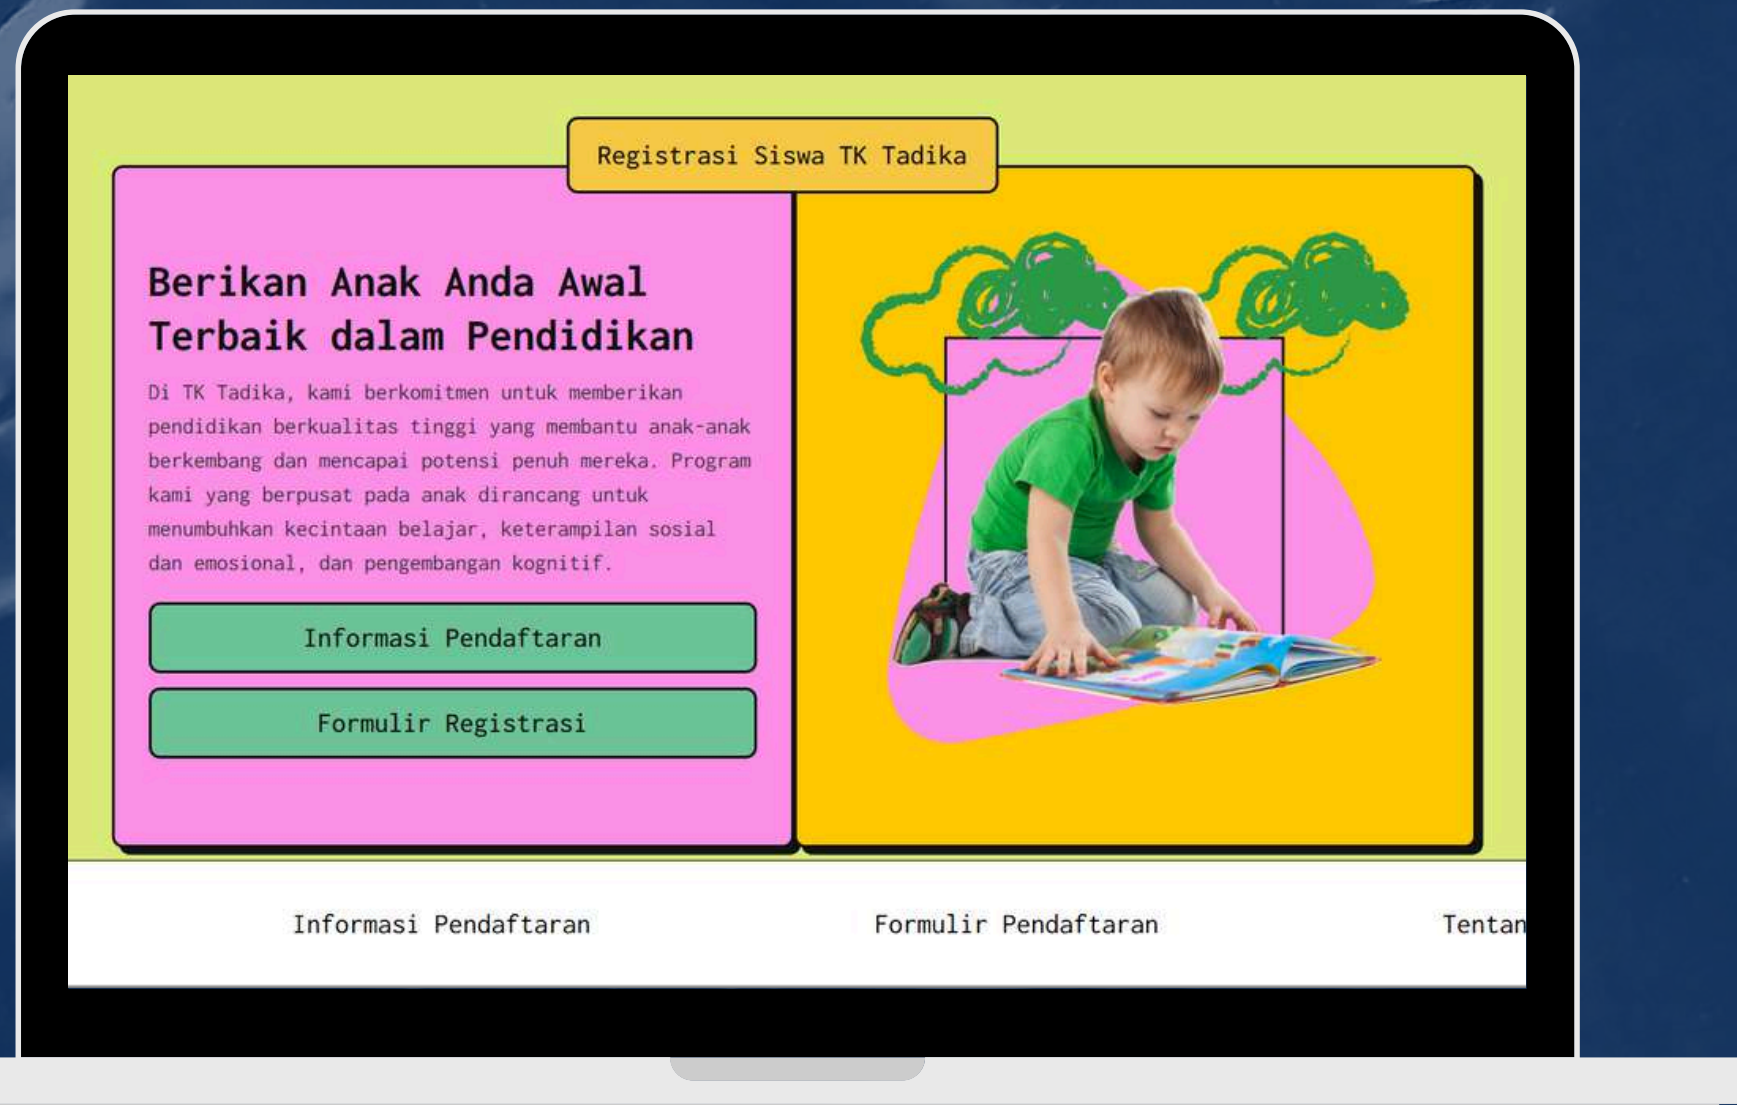 Registrasi Siswa TK Tadika
Berikan Anak Anda Awal
Terbaik dalam Pendidikan
Di TK Tadika, kami berkomitmen untuk memberikan
pendidikan berkualitas tinggi yang membantu anak-anak
berkembang dan mencapai potensi penuh mereka. Program
kami yang berpusat pada anak dirancang untuk
menumbuhkan kecintaan belajar, keterampilan sosial
dan emosional, dan pengembangan kognitif.
Informasi Pendaftaran
Formulir Registrasi
Informasi Pendaftaran
Formulir Pendaftaran
Tentan